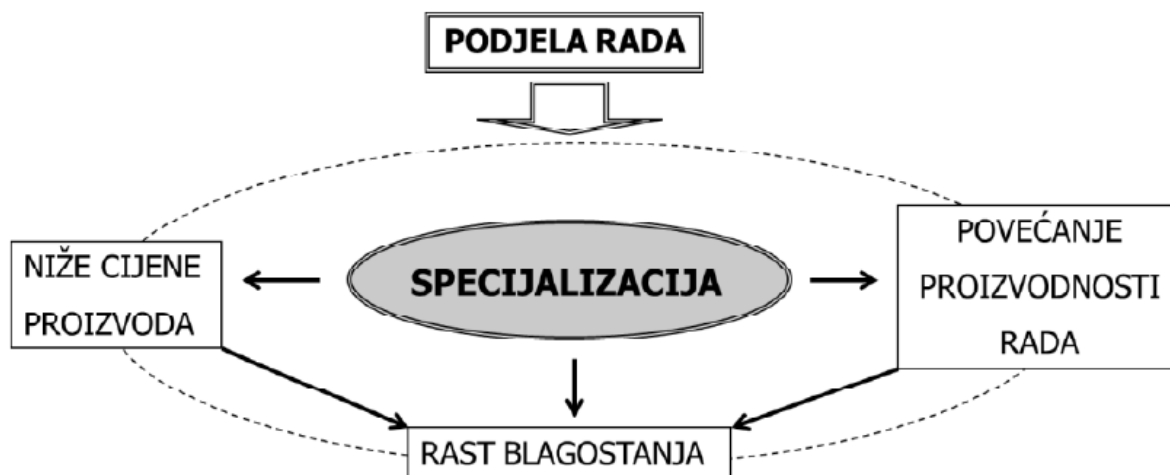 PODJELA RADA
NIŽE CIJENE
PROIZVODA
SPECIJALIZACIJA
POVEĆANJE
PROIZVODNOSTI
RADA
RAST BLAGOSTANJA